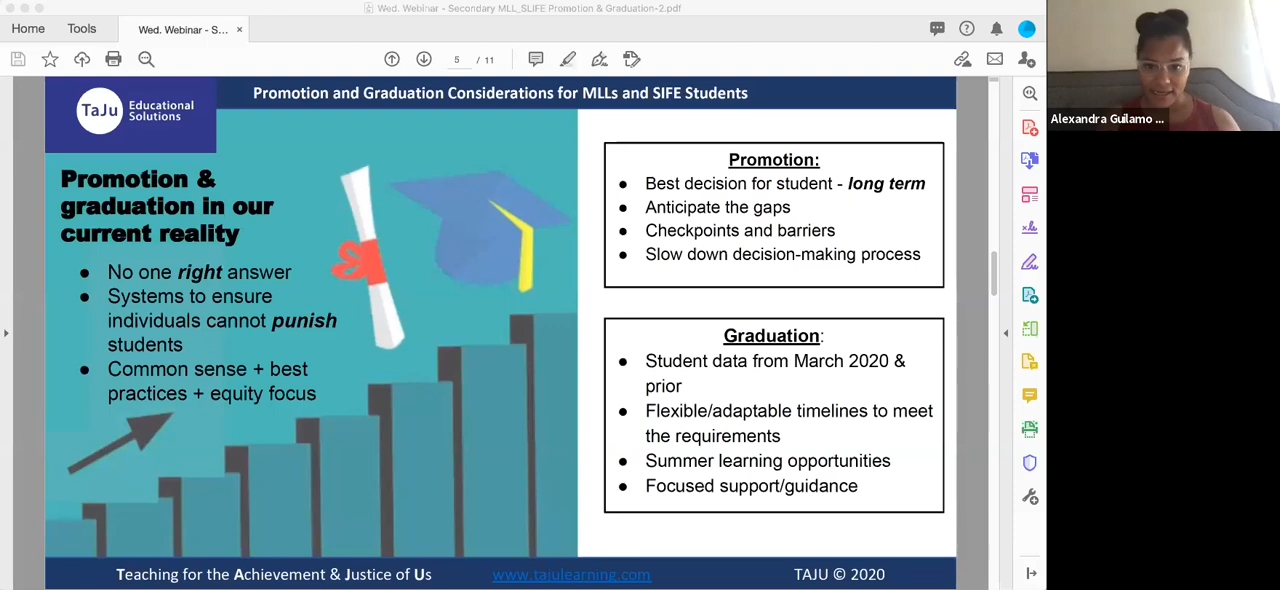 Wed. Webinar - Secondary MLL_SLIFE Promotion & Graduation-2.pdf
Home
Tools
Wed. Webinar - S...
×
5 / 11
TaJu Educational
Solutions
Promotion and Graduation Considerations for MLLs and SIFE Students
Promotion &
graduation in our
current reality
● No one right answer
● Systems to ensure
individuals cannot punish
students
● Common sense + best
practices + equity focus
Promotion:
● Best decision for student - long term
● Anticipate the gaps
● Checkpoints and barriers
● Slow down decision-making process
Graduation:
● Student data from March 2020 &
prior
● Flexible/adaptable timelines to meet
the requirements
● Summer learning opportunities
● Focused support/guidance
Teaching for the Achievement & Justice of Us
www.tajulearning.com
TAJU © 2020
Alexandra Guilamo ...